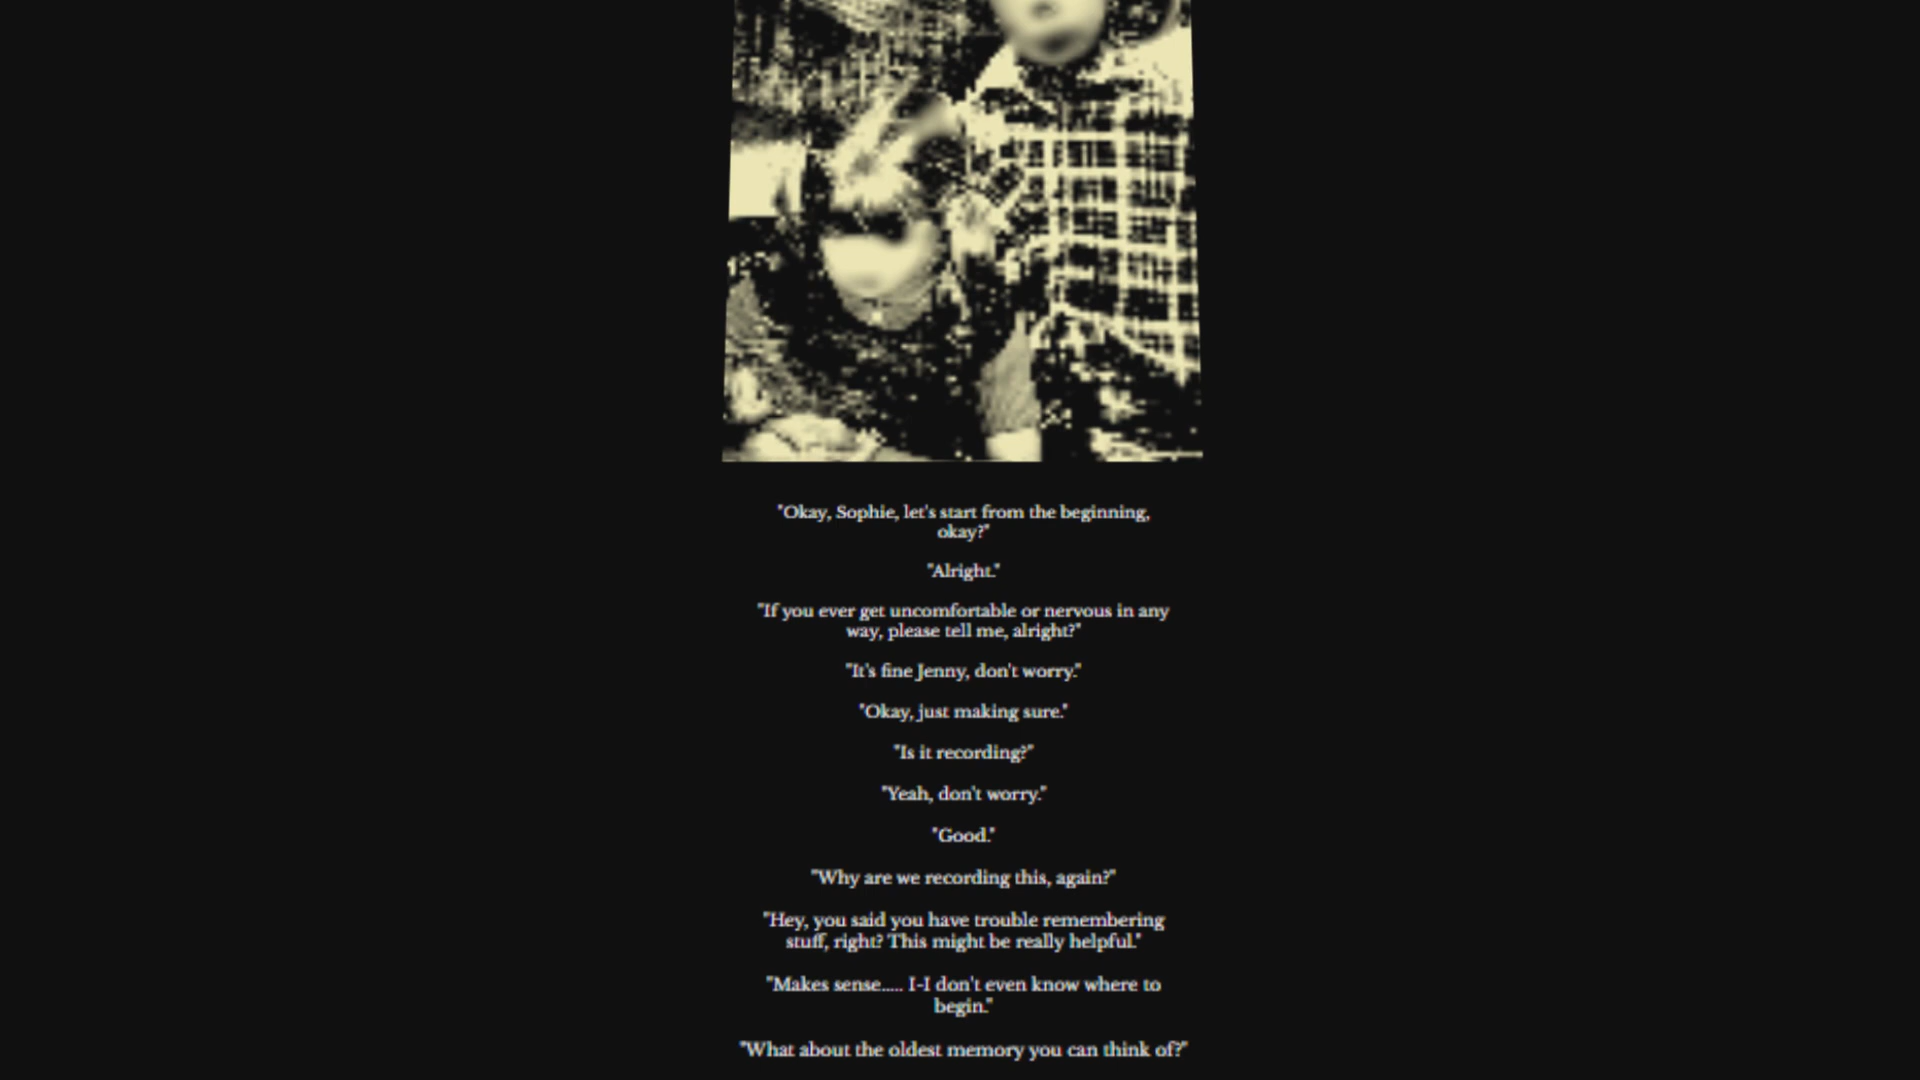 "Okay, Sophie, let's start from the beginning,
okay?"
"Alright."
"If you ever get uncomfortable or nervous in any
way, please tell me, alright?"
"It's fine Jenny, don't worry."
"Okay, just making sure."
"Is it recording?"
"Yeah, don't worry."
"Good."
"Why are we recording this, again?"
"Hey, you said you have trouble remembering
stuff, right? This might be really helpful."
"Makes sense..... I-I don't even know where to
begin."
"What about the oldest memory you can think of?"